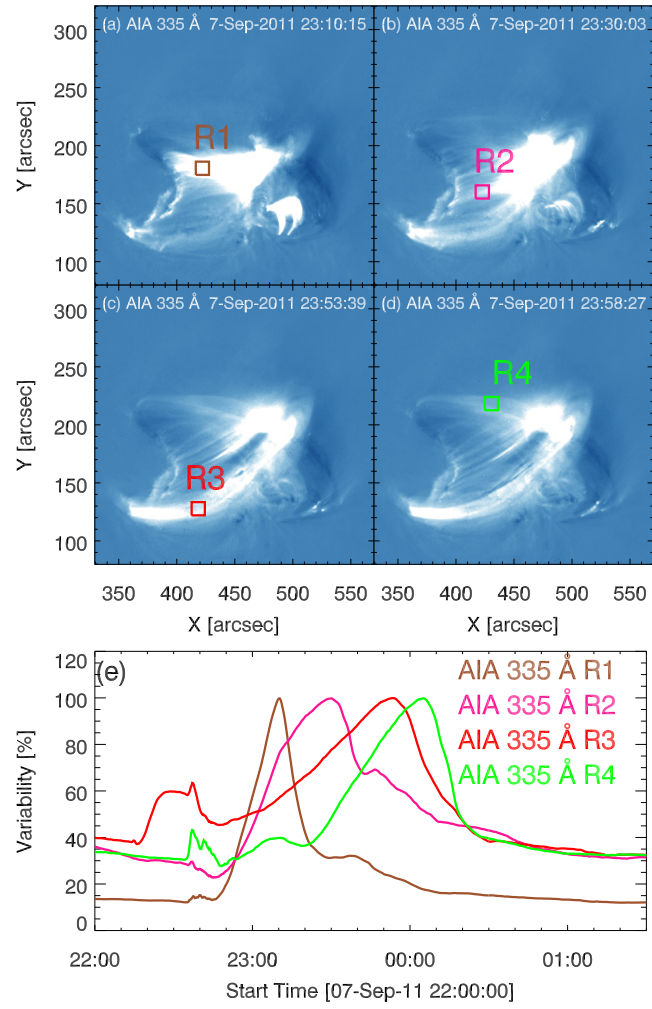 (a) AIA 335 Å 7-Sep-2011 23:10:15
(b) AIA 335 Å 7-Sep-2011 23:30:03
300
250
200
150
100
Y [arcsec]
R1
R2
(c) AIA 335 Å 7-Sep-2011 23:53:39
(d) AIA 335 Å 7-Sep-2011 23:58:27
300
250
200
150
100
Y [arcsec]
R3
R4
350 400 450 500 550
350 400 450 500 550
X [arcsec]
X [arcsec]
(e)
120
100
80
60
40
20
0
Variability [%]
AIA 335 Å R1
AIA 335 Å R2
AIA 335 Å R3
AIA 335 Å R4
22:00 23:00 00:00 01:00
Start Time [07-Sep-11 22:00:00]